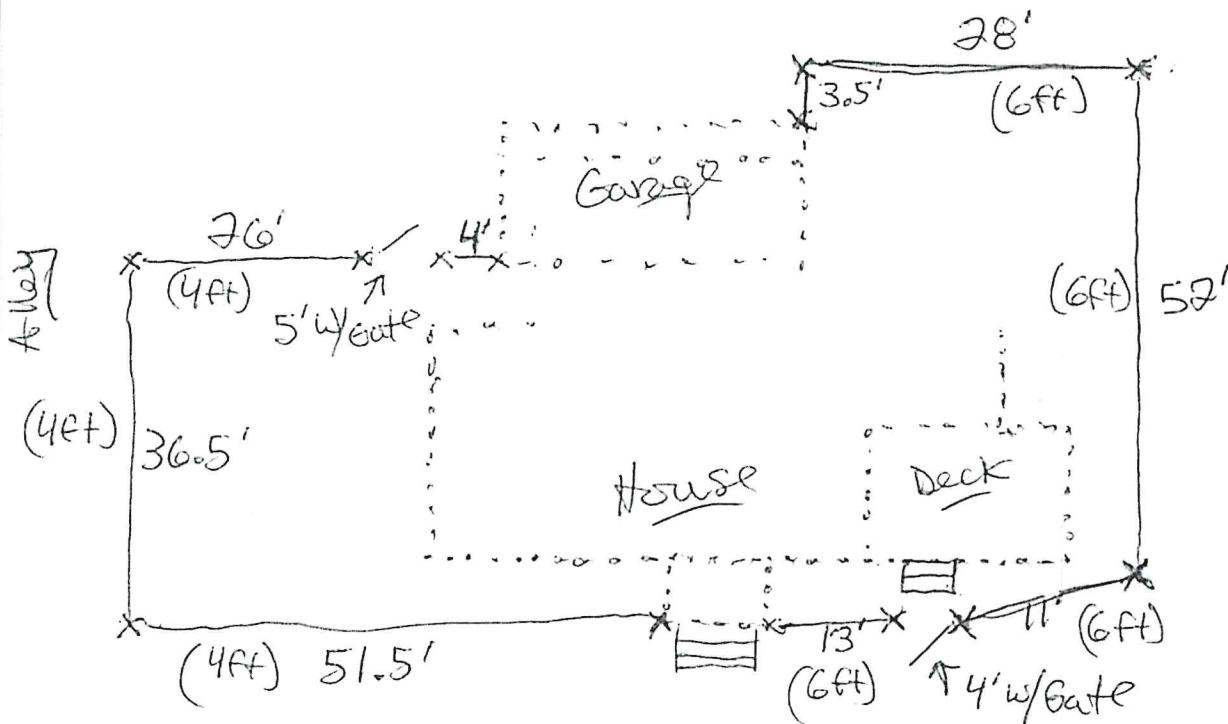 28'
3.5'
(6ft)
Garage
26'
4'
(4ft)
5' w/Gate
Alley
(6ft) 52'
(4ft)
36.5'
House
Deck
13'
11'
(6ft)
(6ft)
(4ft) 51.5'
4' w/Gate